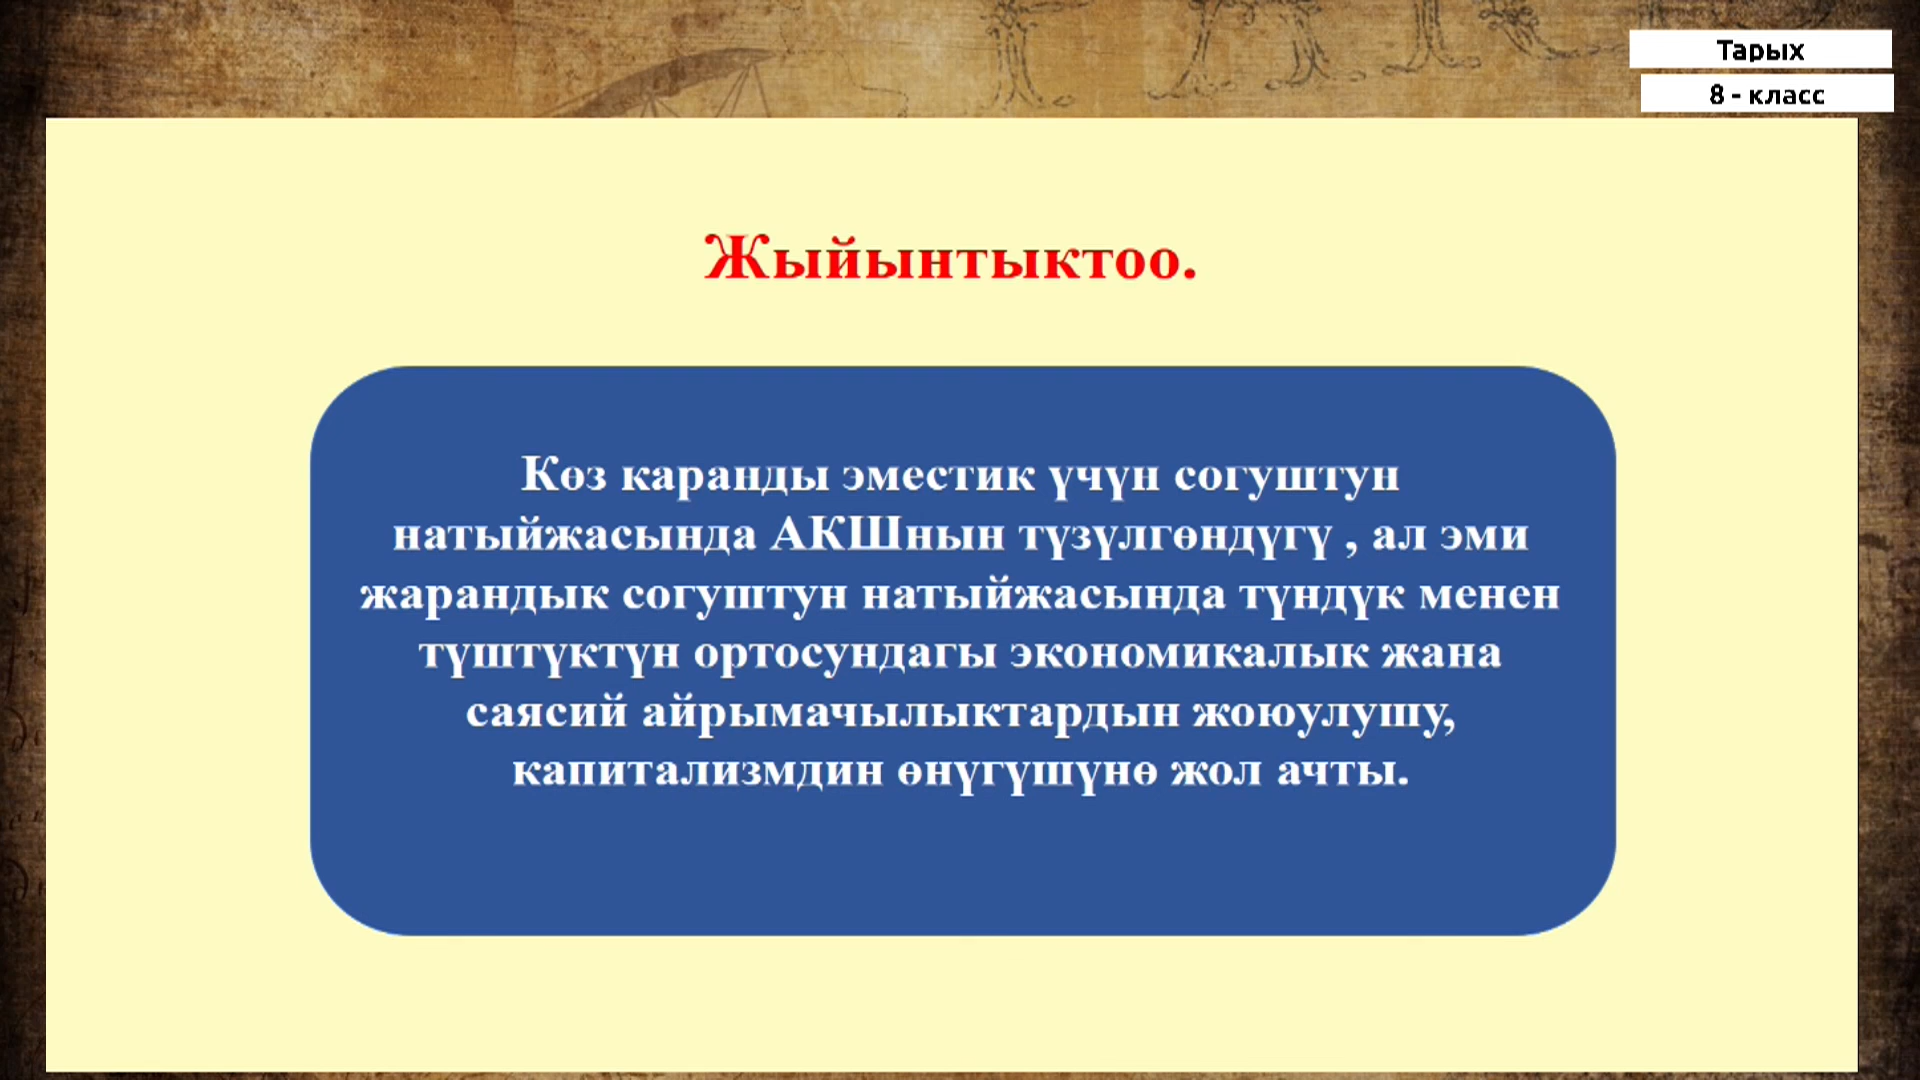 Тарых
8 - класс
Жыйынтыктоо.
Көз каранды эместик үчүн согуштун
натыйжасында АКШнын түзүлгөндүгү , ал эми
жарандык согуштун натыйжасында түндүк менен
түштүктүн ортосундагы экономикалык жана
саясий айрымачылыктардын жоюулушу,
капитализмдин өнүгүшүнө жол ачты.